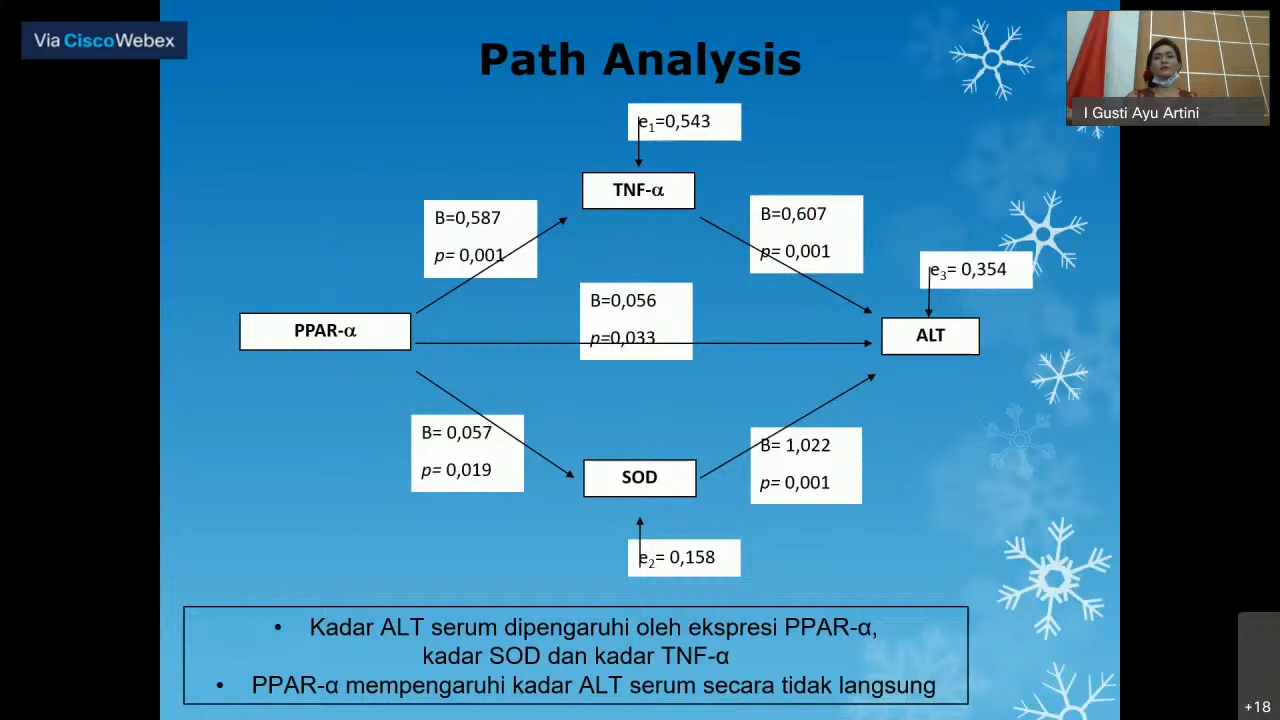 Via Cisco Webex
Path Analysis
I Gusti Ayu Artini
e1=0,543
TNF-α
B=0,587
p= 0,001
B=0,607
p= 0,001
e3= 0,354
B=0,056
p=0,033
PPAR-α
ALT
B= 0,057
p= 0,019
B= 1,022
p= 0,001
SOD
e2= 0,158
• Kadar ALT serum dipengaruhi oleh ekspresi PPAR-α,
kadar SOD dan kadar TNF-α
• PPAR-α mempengaruhi kadar ALT serum secara tidak langsung
+18